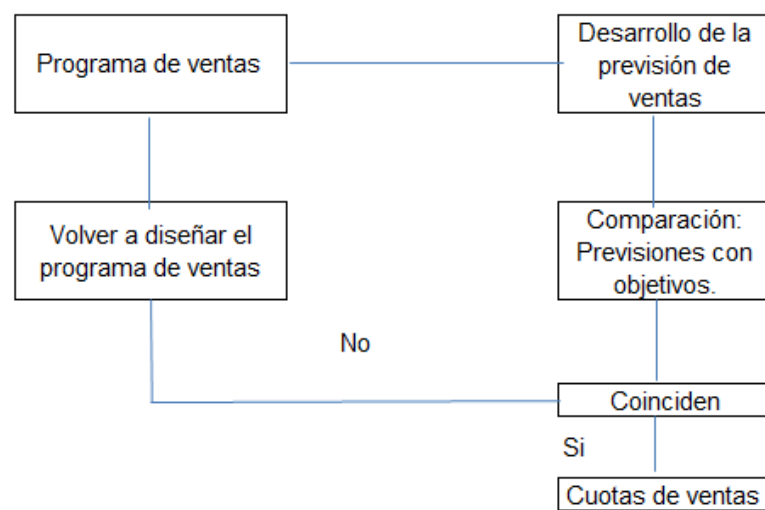 Programa de ventas
Desarrollo de la
previsión de
ventas
Volver a diseñar el
programa de ventas
Comparación:
Previsiones con
objetivos.
No
Coinciden
Si
Cuotas de ventas